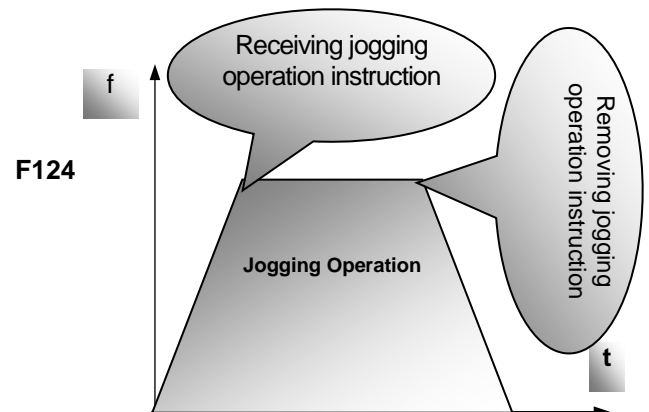 Receiving jogging
operation instruction
f
F124
Removing jogging
operation instruction
Jogging Operation
t